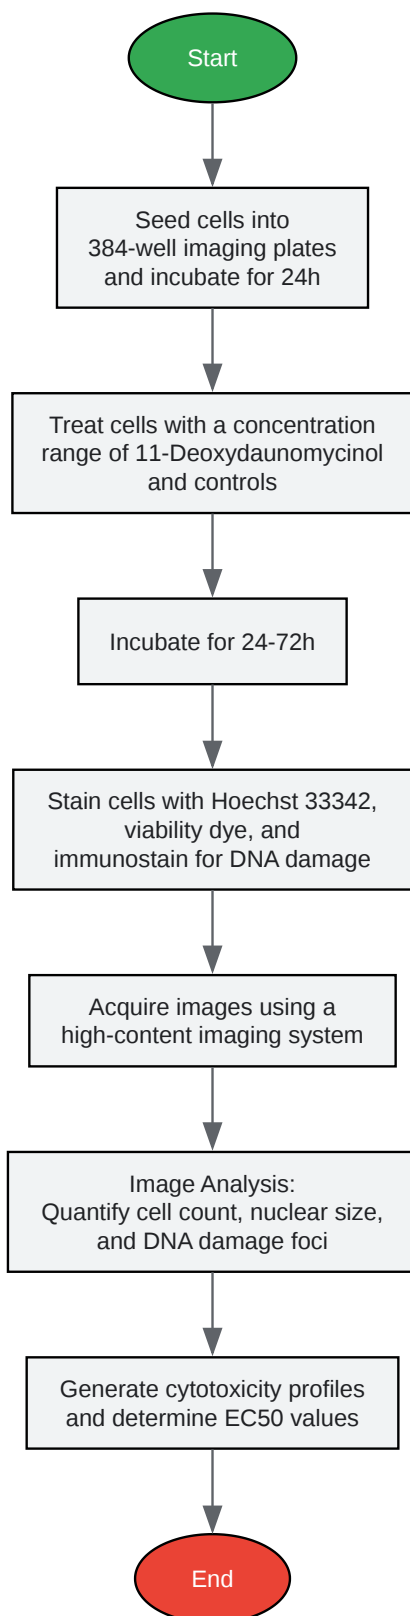 Start
Seed cells into
384-well imaging plates
and incubate for 24h
Treat cells with a concentration
range of 11-Deoxydaunomycinol
and controls
Incubate for 24-72h
Stain cells with Hoechst 33342,
viability dye, and
immunostain for DNA damage
Acquire images using a
high-content imaging system
Image Analysis:
Quantify cell count, nuclear size,
and DNA damage foci
Generate cytotoxicity profiles
and determine EC50 values
End